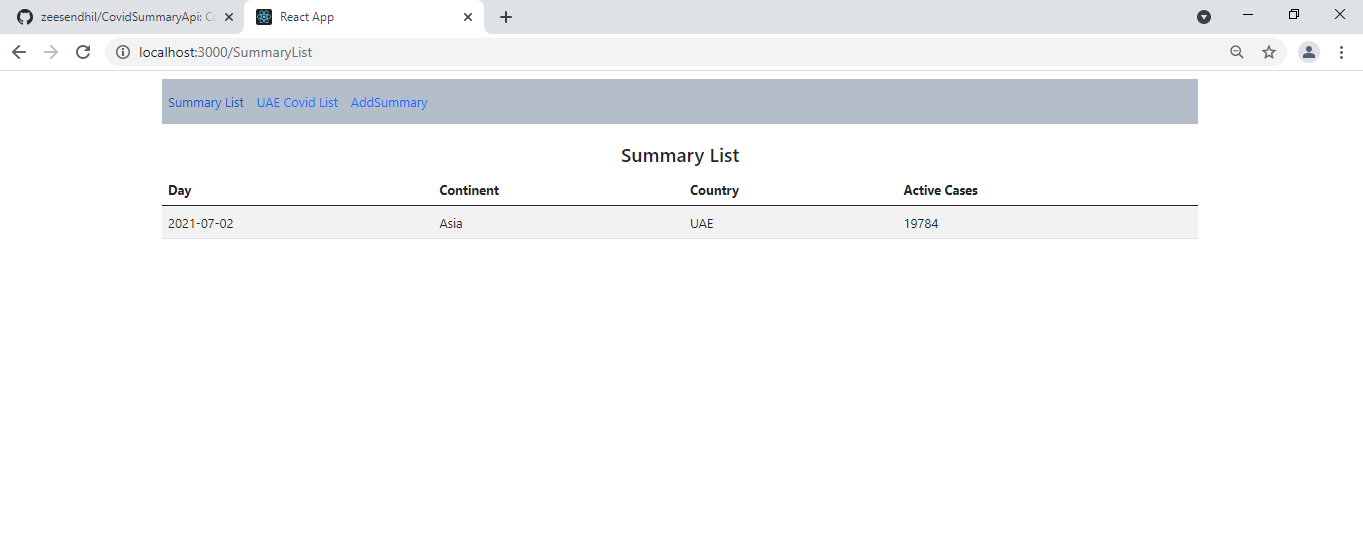 zeesendhil/CovidSummaryApi: Co
React App
localhost:3000/SummaryList
Summary List UAE Covid List AddSummary
Summary List
Day Continent Country Active Cases
2021-07-02 Asia UAE 19784